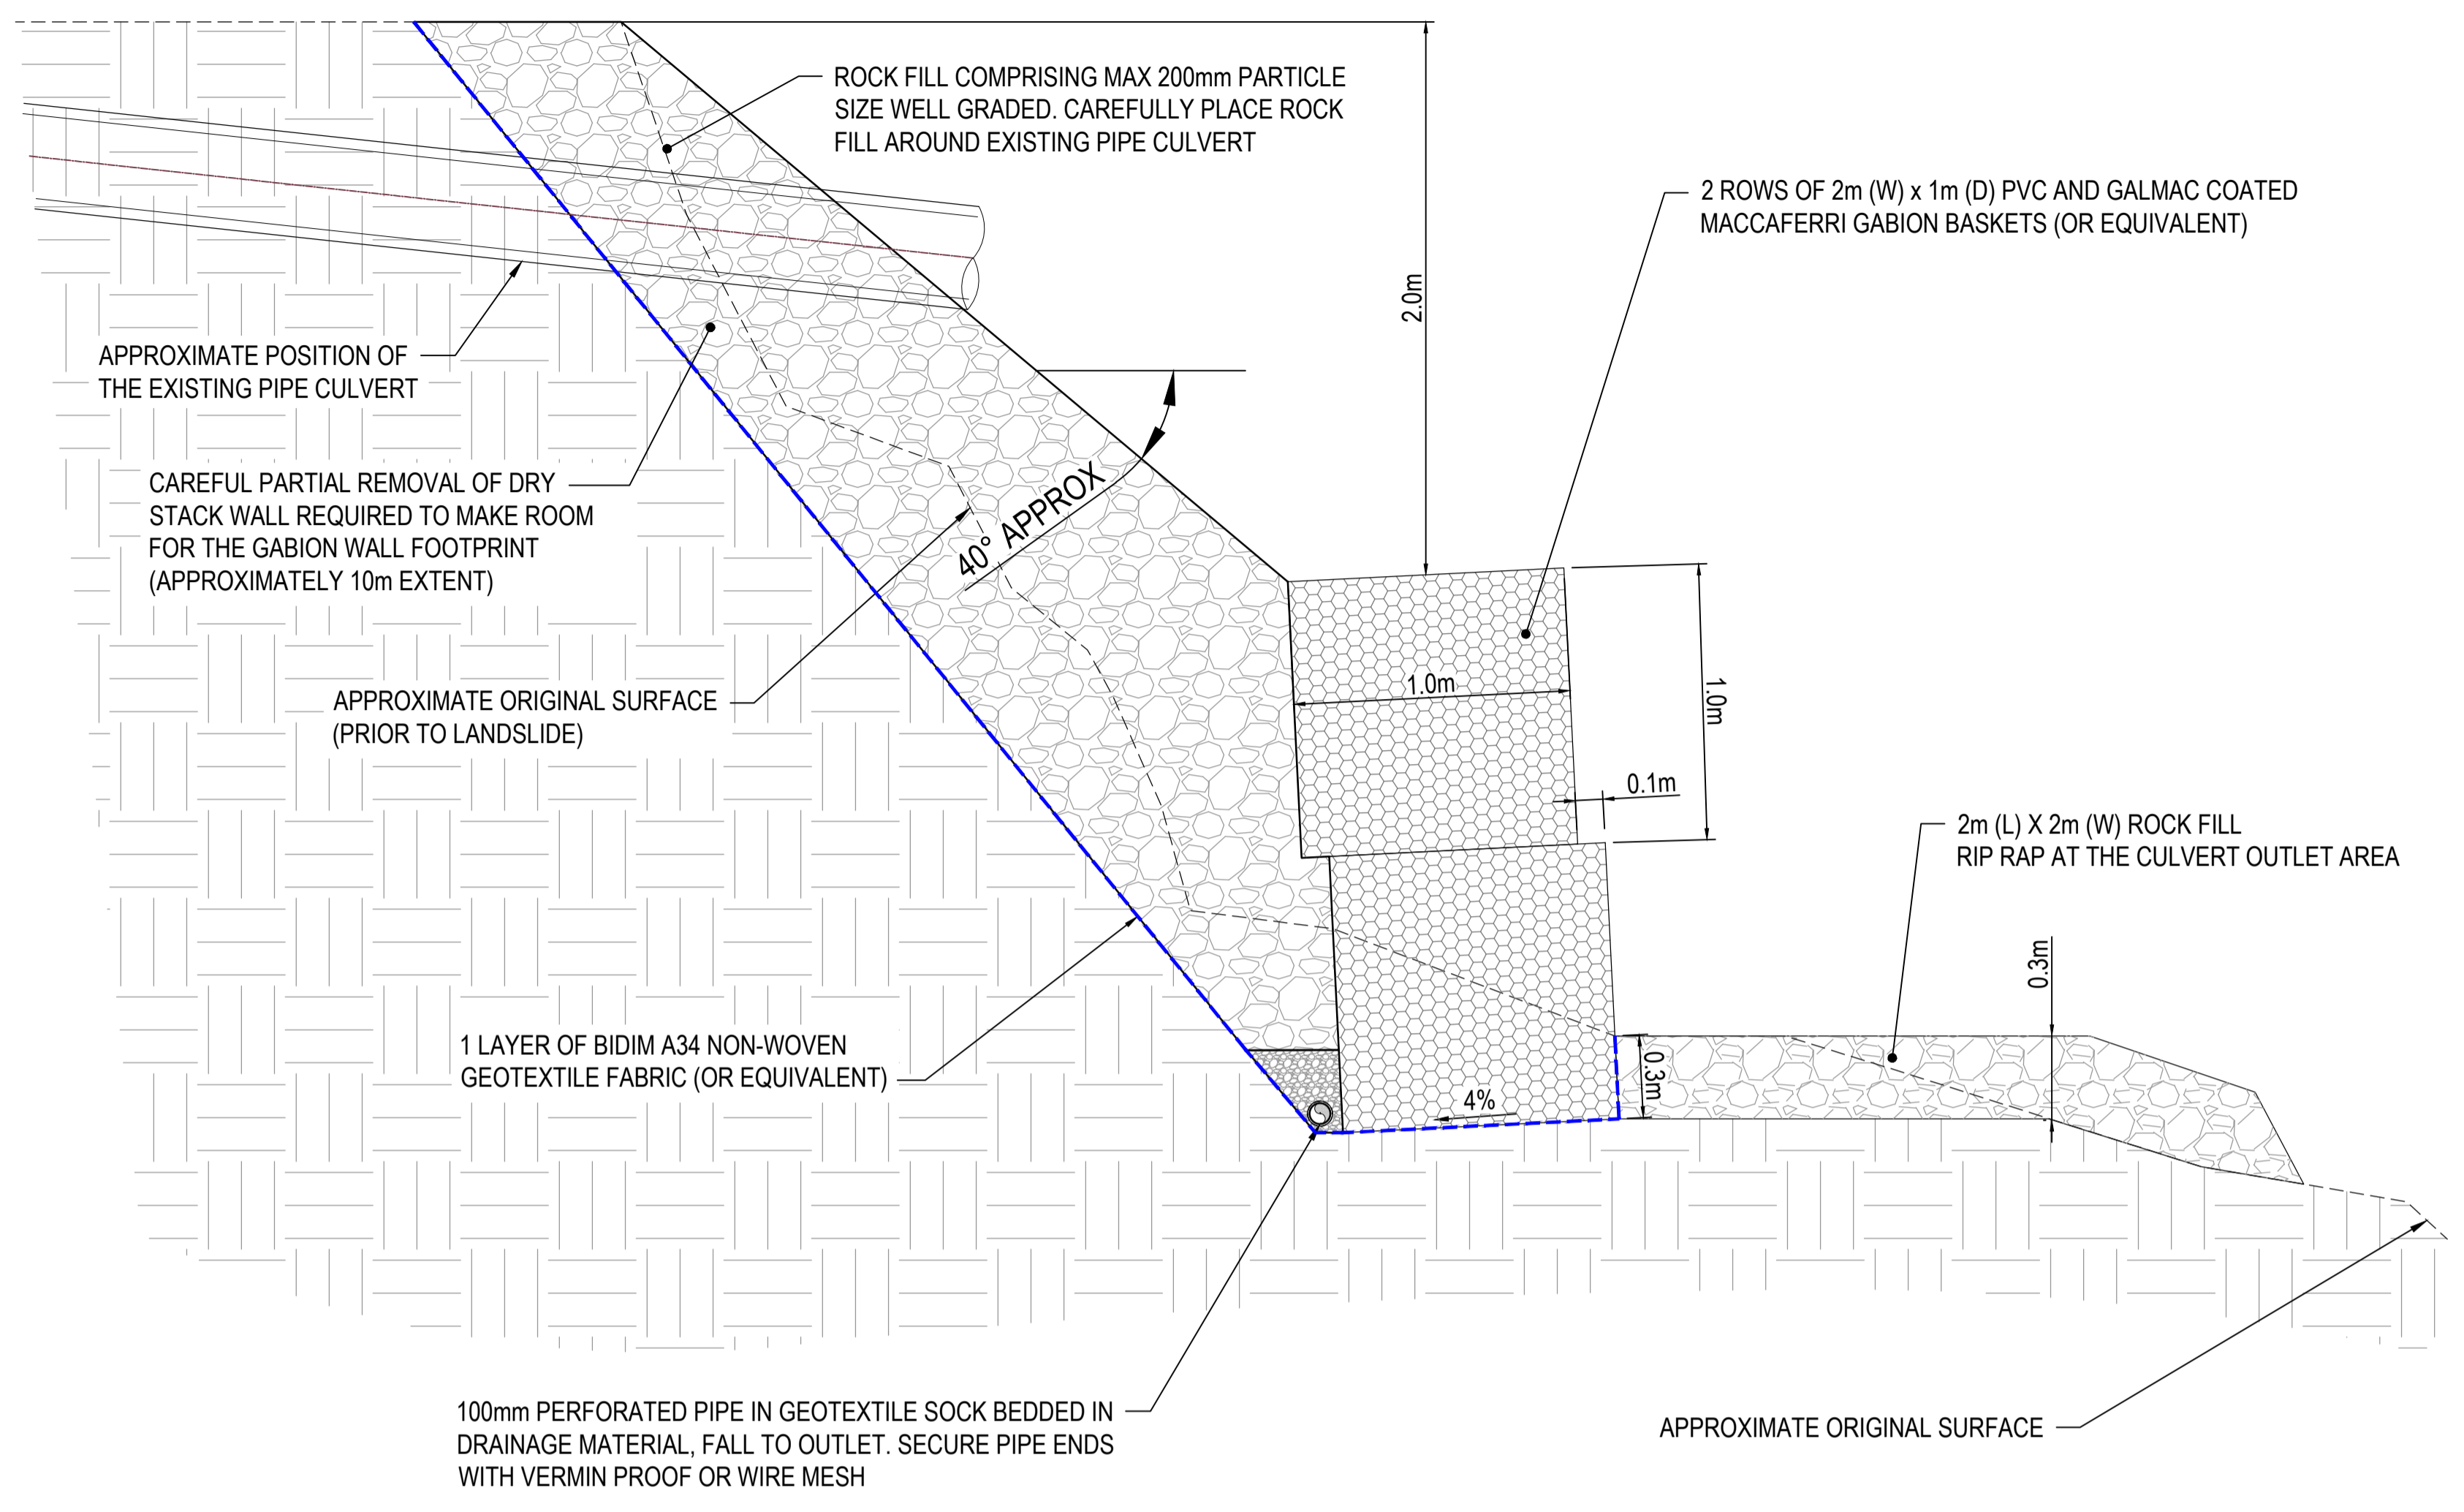 ROCK FILL COMPRISING MAX 200mm PARTICLE
SIZE WELL GRADED. CAREFULLY PLACE ROCK
FILL AROUND EXISTING PIPE CULVERT
2 ROWS OF 2m (W) x 1m (D) PVC AND GALMAC COATED
MACCAFERRI GABION BASKETS (OR EQUIVALENT)
2.0m
APPROXIMATE POSITION OF
THE EXISTING PIPE CULVERT
CAREFUL PARTIAL REMOVAL OF DRY
STACK WALL REQUIRED TO MAKE ROOM
FOR THE GABION WALL FOOTPRINT
(APPROXIMATELY 10m EXTENT)
40° APPROX
APPROXIMATE ORIGINAL SURFACE
(PRIOR TO LANDSLIDE)
1.0m
1.0m
0.1m
2m (L) X 2m (W) ROCK FILL
RIP RAP AT THE CULVERT OUTLET AREA
0.3m
1 LAYER OF BIDIM A34 NON-WOVEN
GEOTEXTILE FABRIC (OR EQUIVALENT)
0.3m
4%
100mm PERFORATED PIPE IN GEOTEXTILE SOCK BEDDED IN
DRAINAGE MATERIAL, FALL TO OUTLET. SECURE PIPE ENDS
WITH VERMIN PROOF OR WIRE MESH
APPROXIMATE ORIGINAL SURFACE